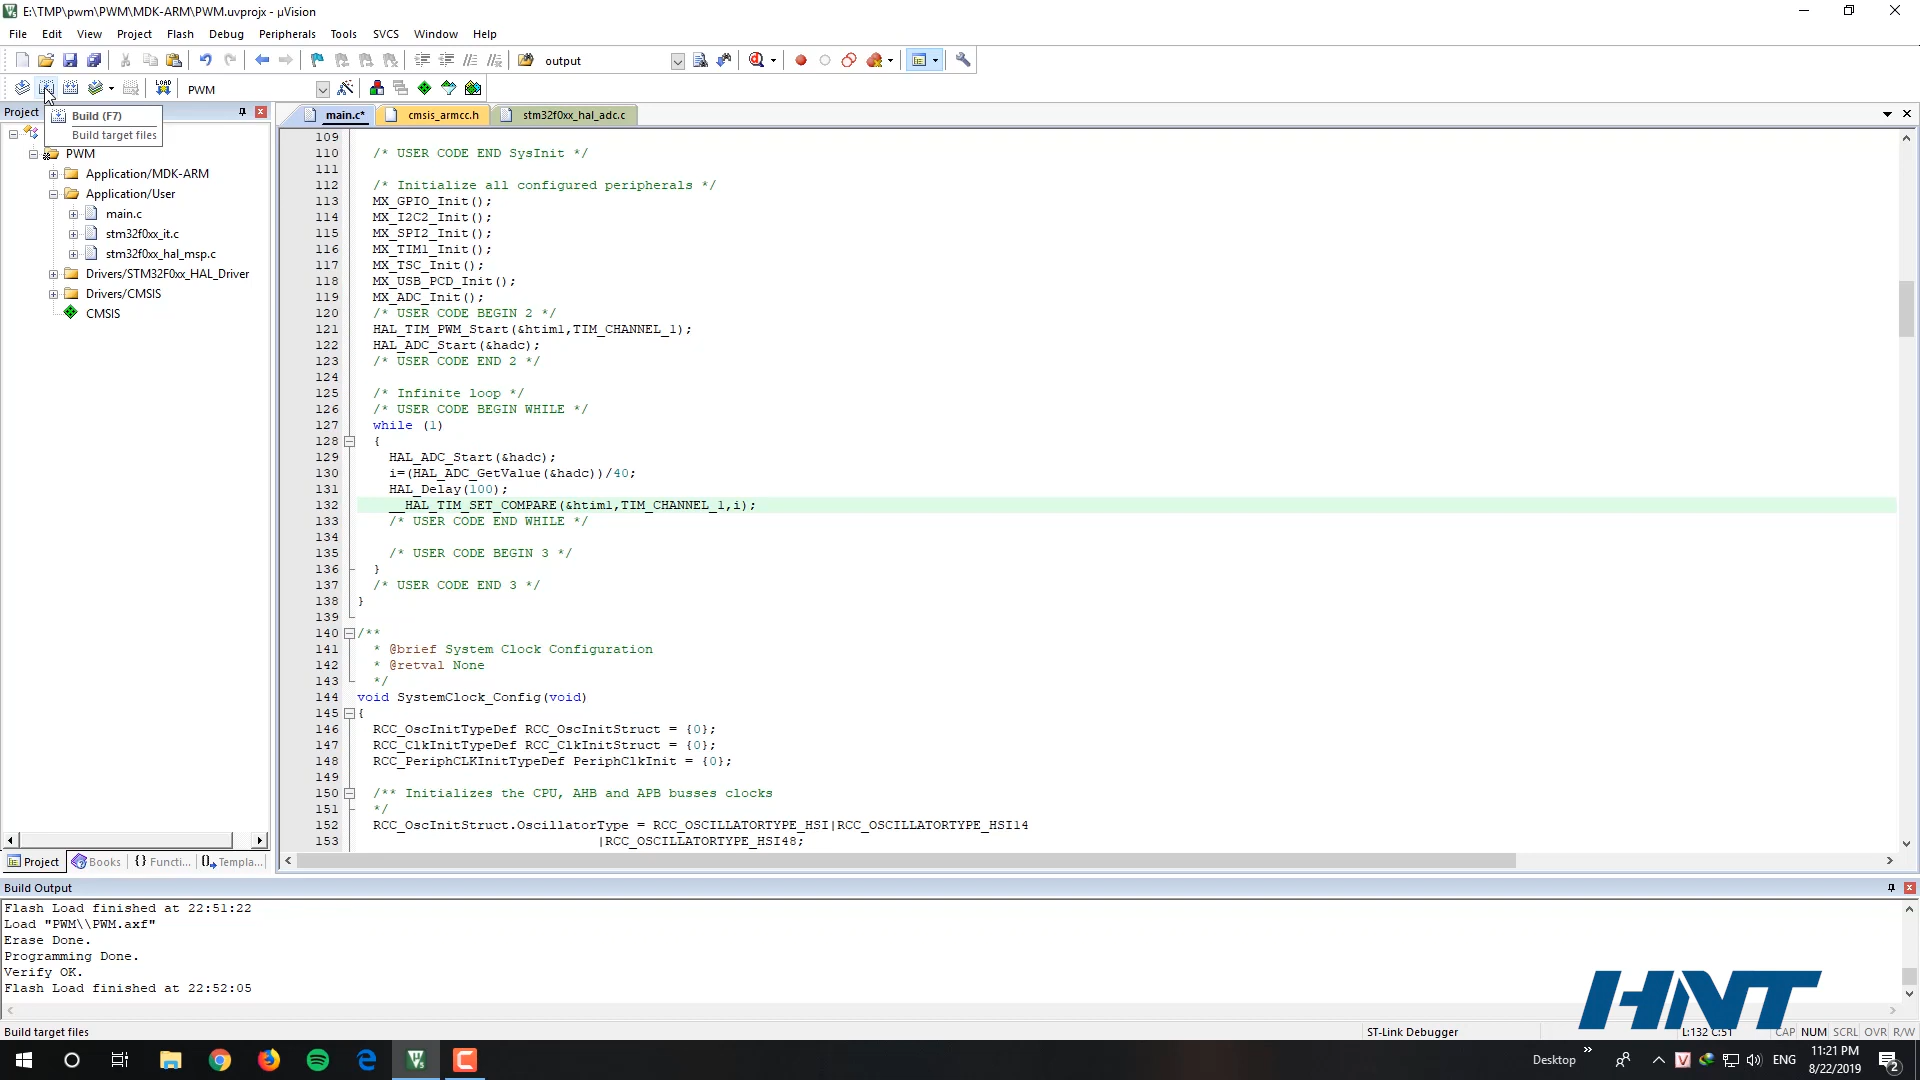 E:\TMP\pwm\PWM\MDK-ARM\PWM.uvprojx - µVision
File Edit View Project Flash Debug Peripherals Tools SVCS Window Help
output
LOAD PWM
Project
Build (F7)
Build target files
main.c* cmsis_armcc.h stm32f0xx_hal_adc.c
PWM
Application/MDK-ARM
Application/User
main.c
stm32f0xx_it.c
stm32f0xx_hal_msp.c
Drivers/STM32F0xx_HAL_Driver
Drivers/CMSIS
CMSIS
Project Books {} Functi... Templa...
109
110 /* USER CODE END SysInit */
111
112 /* Initialize all configured peripherals */
113 MX_GPIO_Init();
114 MX_I2C2_Init();
115 MX_SPI2_Init();
116 MX_TIM1_Init();
117 MX_TSC_Init();
118 MX_USB_PCD_Init();
119 MX_ADC_Init();
120 /* USER CODE BEGIN 2 */
121 HAL_TIM_PWM_Start(&htim1,TIM_CHANNEL_1);
122 HAL_ADC_Start(&hadc);
123 /* USER CODE END 2 */
124
125 /* Infinite loop */
126 /* USER CODE BEGIN WHILE */
127 while (1)
128 {
129 HAL_ADC_Start(&hadc);
130 i=(HAL_ADC_GetValue(&hadc))/40;
131 HAL_Delay(100);
132 __HAL_TIM_SET_COMPARE(&htim1,TIM_CHANNEL_1,i);
133 /* USER CODE END WHILE */
134
135 /* USER CODE BEGIN 3 */
136 }
137 /* USER CODE END 3 */
138 }
139
140 /**
141 * @brief System Clock Configuration
142 * @retval None
143 */
144 void SystemClock_Config(void)
145 {
146 RCC_OscInitTypeDef RCC_OscInitStruct = {0};
147 RCC_ClkInitTypeDef RCC_ClkInitStruct = {0};
148 RCC_PeriphCLKInitTypeDef PeriphClkInit = {0};
149
150 /** Initializes the CPU, AHB and APB busses clocks
151 */
152 RCC_OscInitStruct.OscillatorType = RCC_OSCILLATORTYPE_HSI|RCC_OSCILLATORTYPE_HSI14
153 |RCC_OSCILLATORTYPE_HSI48;
Build Output
Flash Load finished at 22:51:22
Load "PWM\\PWM.axf"
Erase Done.
Programming Done.
Verify OK.
Flash Load finished at 22:52:05
HNT
Build target files ST-Link Debugger L:132 C:51 CAP NUM SCRL OVR R/W
Desktop ENG 11:21 PM
8/22/2019 2